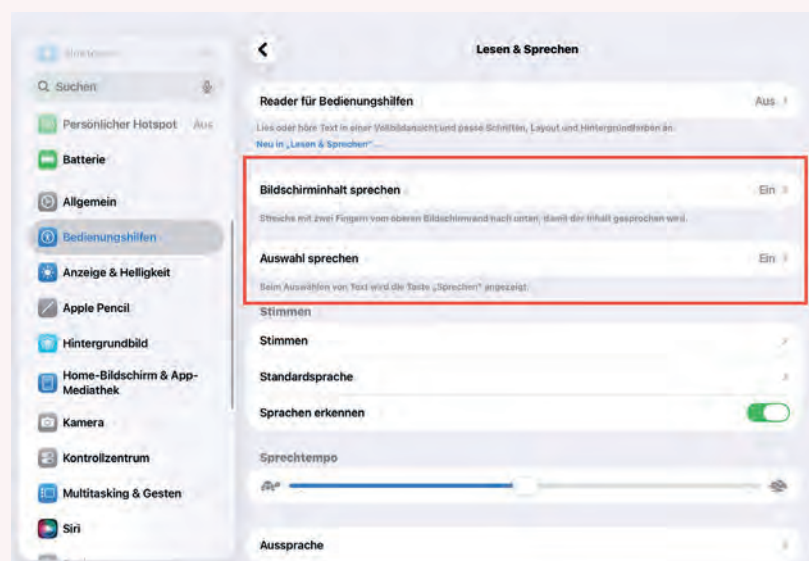 Suchen
Persönlicher Hotspot Aus
Batterie
Allgemein
Bedienungshilfen
Anzeige & Helligkeit
Apple Pencil
Hintergrundbild
Home-Bildschirm & App-
Mediathek
Kamera
Kontrollzentrum
Multitasking & Gesten
Siri
Lesen & Sprechen
Reader für Bedienungshilfen Aus
Lies oder höre Text in einer Vollbildansicht und passe Schriften, Layout und Hintergrundfarben an.
Neu in „Lesen & Sprechen“ ...
Bildschirminhalt sprechen Ein
Streiche mit zwei Fingern vom oberen Bildschirmrand nach unten, damit der Inhalt gesprochen wird.
Auswahl sprechen Ein
Beim Auswählen von Text wird die Taste „Sprechen“ angezeigt.
Stimmen
Stimmen
Standardsprache
Sprachen erkennen
Sprechtempo
Aussprache